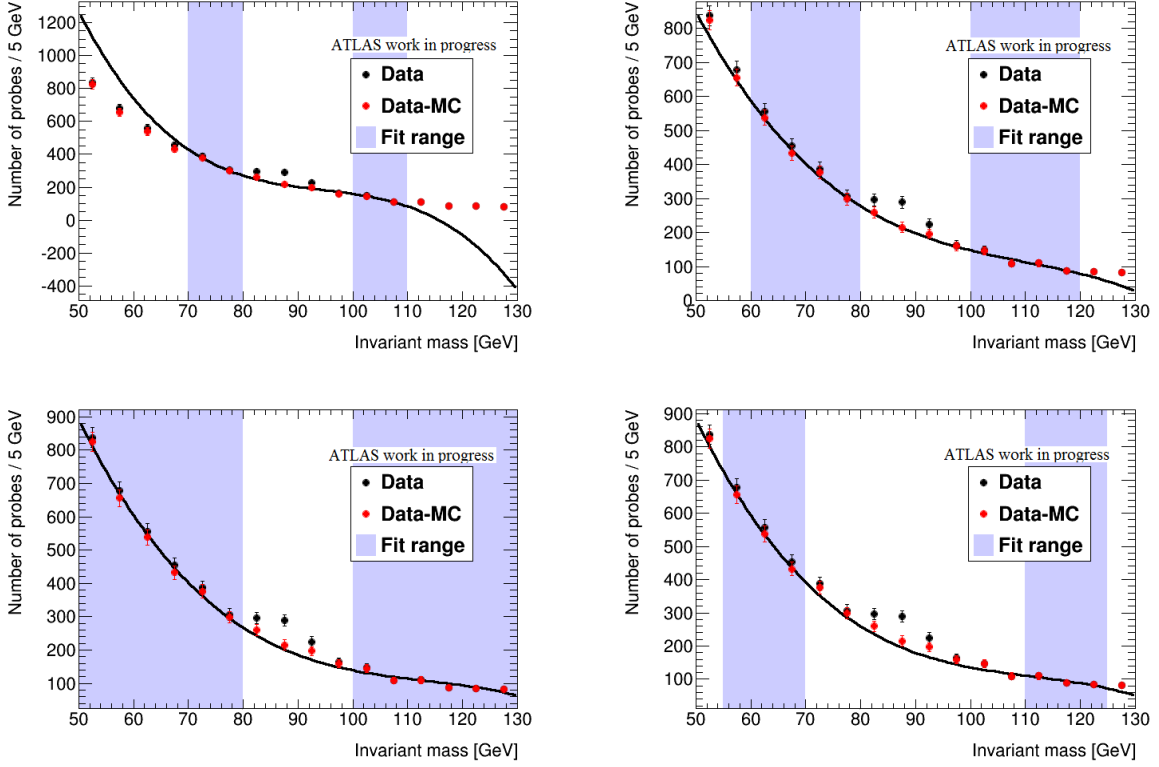 Number of probes / 5 GeV
1200
1000
800
600
400
200
0
-200
-400
ATLAS work in progress
Data
Data-MC
Fit range
50 60 70 80 90 100 110 120 130
Invariant mass [GeV]
Number of probes / 5 GeV
800
700
600
500
400
300
200
100
0
ATLAS work in progress
Data
Data-MC
Fit range
50 60 70 80 90 100 110 120 130
Invariant mass [GeV]
Number of probes / 5 GeV
900
800
700
600
500
400
300
200
100
ATLAS work in progress
Data
Data-MC
Fit range
50 60 70 80 90 100 110 120 130
Invariant mass [GeV]
Number of probes / 5 GeV
900
800
700
600
500
400
300
200
100
ATLAS work in progress
Data
Data-MC
Fit range
50 60 70 80 90 100 110 120 130
Invariant mass [GeV]